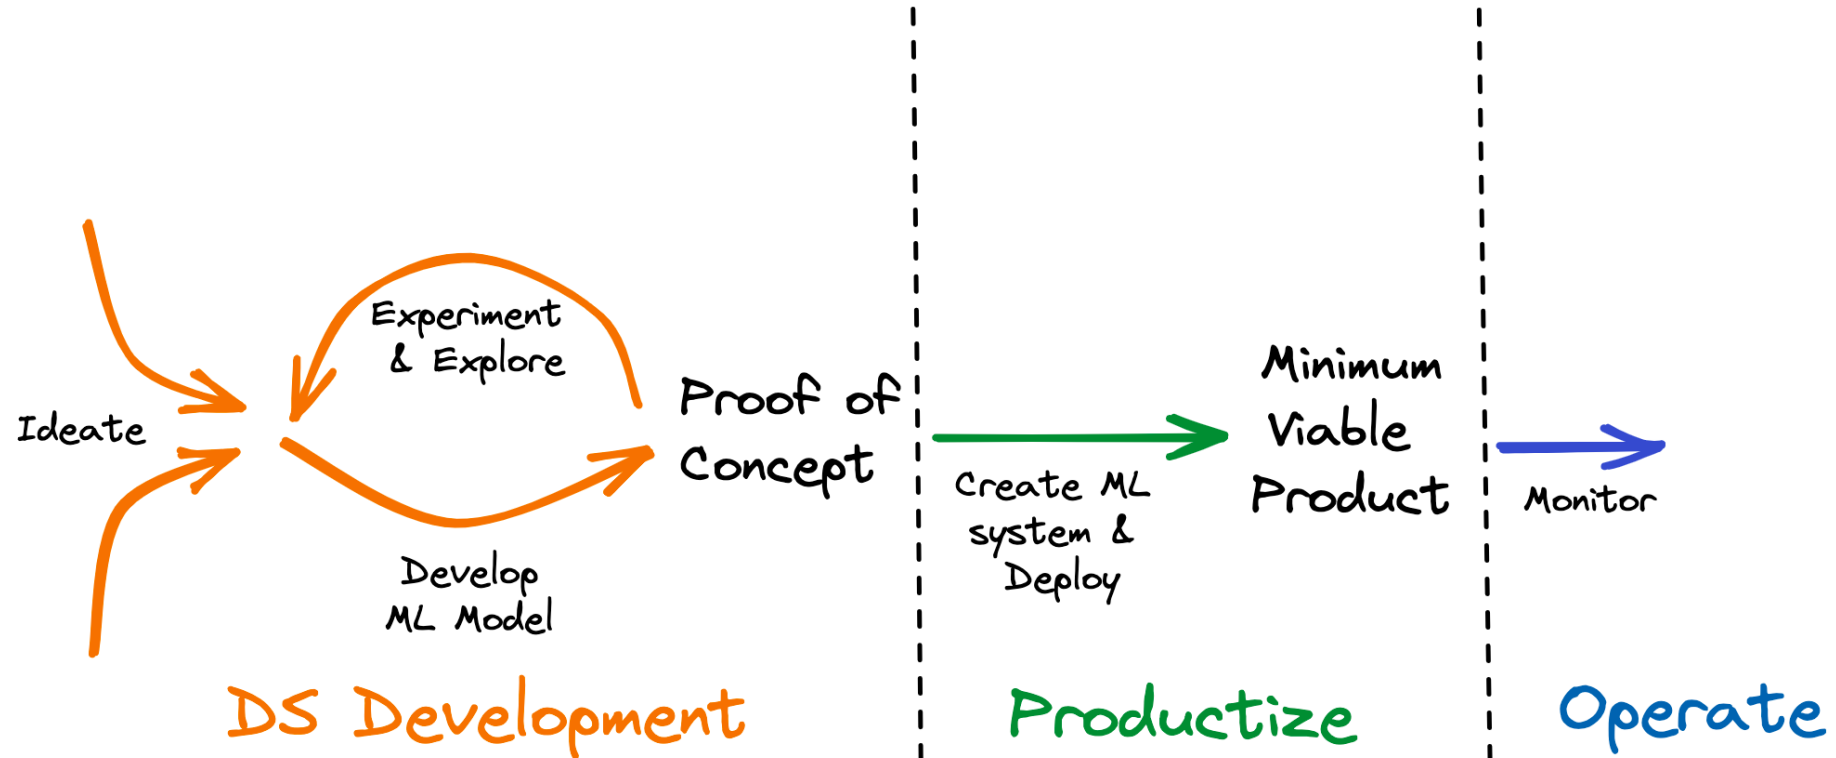 Ideate
Experiment
& Explore
Develop
ML Model
Proof of
Concept
Create ML
system &
Deploy
Minimum
Viable
Product
Monitor
DS Development
Productize
Operate